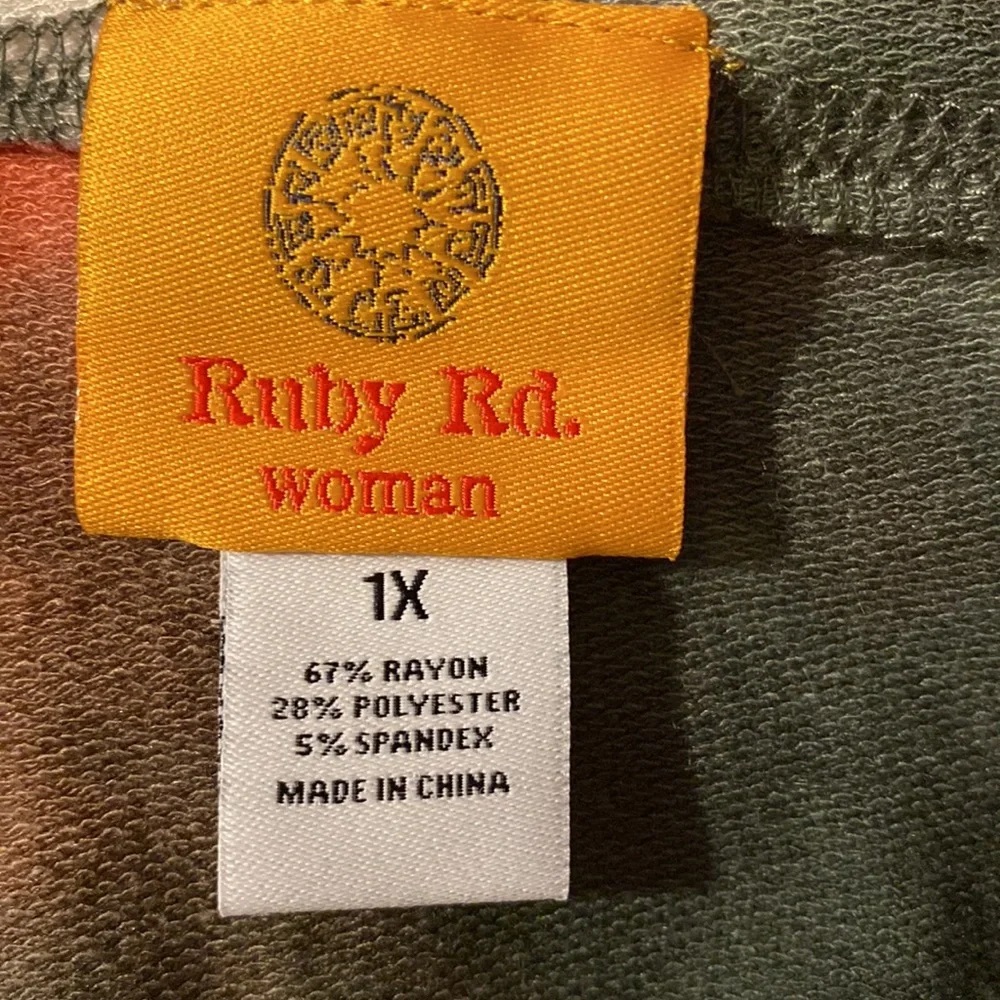 Ruby Rd.
woman
1X
67% RAYON
28% POLYESTER
5% SPANDEX
MADE IN CHINA